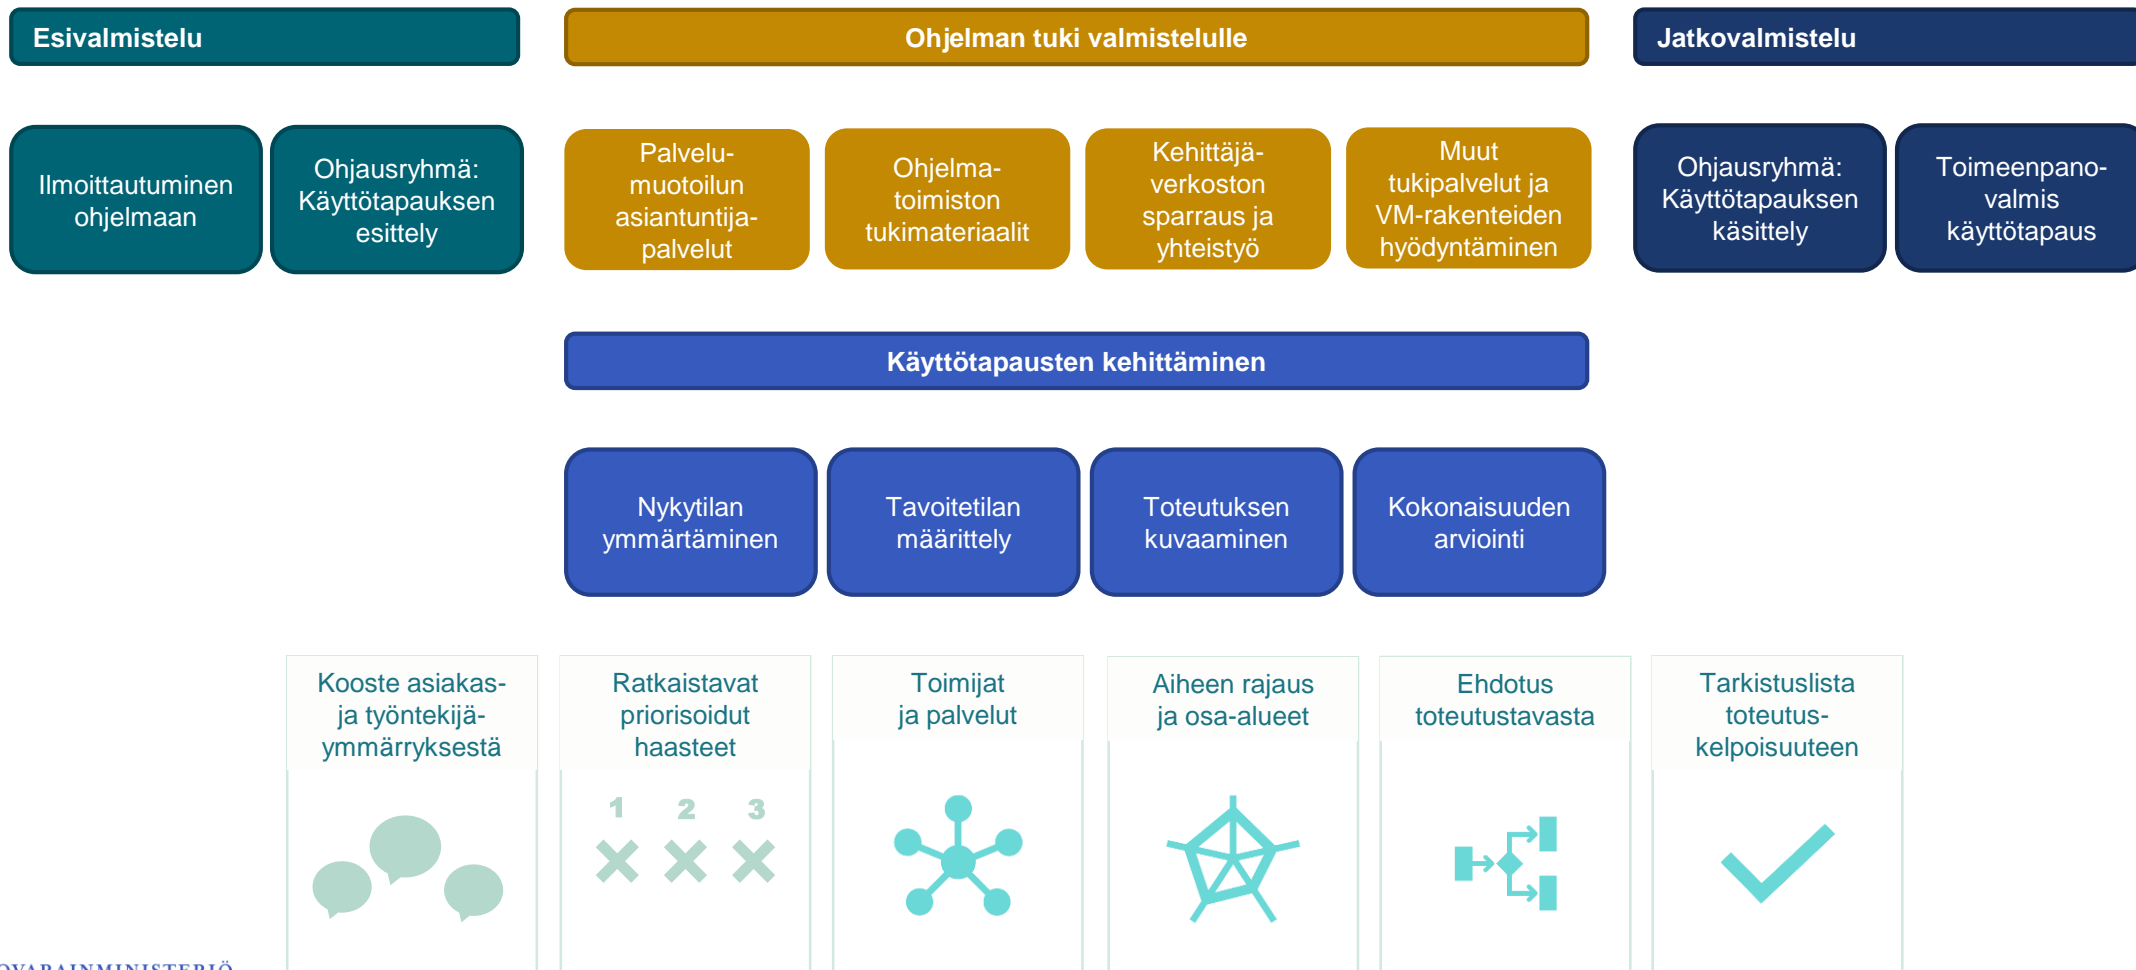 Esivalmistelu
Ohjelman tuki valmistelulle
Jatkovalmistelu
Ilmoittautuminen
ohjelmaan
Ohjausryhmä:
Käyttötapauksen
esittely
Palvelu-
muotoilun
asiantuntija-
palvelut
Ohjelma-
toimiston
tukimateriaalit
Kehittäjä-
verkoston
sparraus ja
yhteistyö
Muut
tukipalvelut ja
VM-rakenteiden
hyödyntäminen
Ohjausryhmä:
Käyttötapauksen
käsittely
Toimeenpano-
valmis
käyttötapaus
Käyttötapausten kehittäminen
Nykytilan
ymmärtäminen
Tavoitetilan
määrittely
Toteutuksen
kuvaaminen
Kokonaisuuden
arviointi
Kooste asiakas-
ja työntekijä-
ymmärryksestä
Ratkaistavat
priorisoidut
haasteet
1 2 3
Toimijat
ja palvelut
Aiheen rajaus
ja osa-alueet
Ehdotus
toteutustavasta
Tarkistuslista
toteutus-
kelpoisuuteen